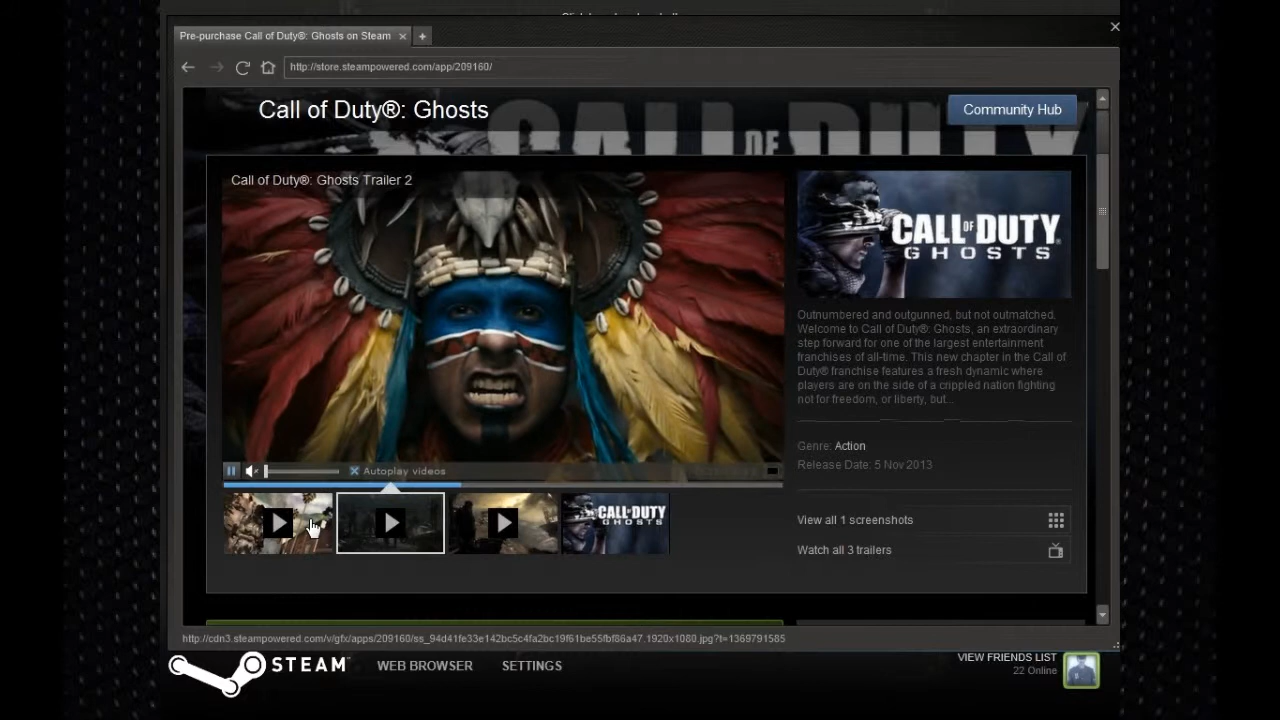 Pre-purchase Call of Duty®: Ghosts on Steam
http://store.steampowered.com/app/209160/
Call of Duty®: Ghosts
Community Hub
CALL OF DUTY
Call of Duty®: Ghosts Trailer 2
CALL OF DUTY
GHOSTS
Outnumbered and outgunned, but not outmatched.
Welcome to Call of Duty®: Ghosts, an extraordinary
step forward for one of the largest entertainment
franchises of all-time. This new chapter in the Call of
Duty® franchise features a fresh dynamic where
players are on the side of a crippled nation fighting
not for freedom, or liberty, but...
Genre: Action
Release Date: 5 Nov 2013
Autoplay videos
CALL OF DUTY
GHOSTS
View all 1 screenshots
Watch all 3 trailers
http://cdn3.steampowered.com/v/gfx/apps/209160/ss_94d41fe33e142bc5c4fa2bc19f61be55fbf86a47.1920x1080.jpg?t=1369791585
STEAM
WEB BROWSER
SETTINGS
VIEW FRIENDS LIST
22 Online